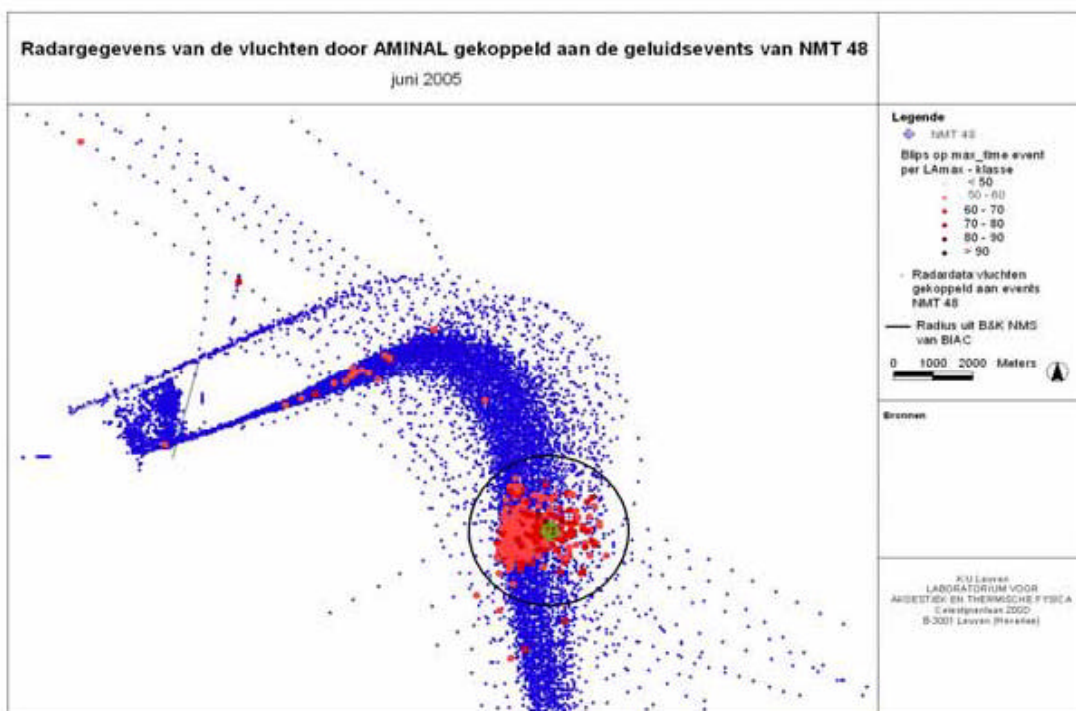 Radargegevens van de vluchten door AMINAL gekoppeld aan de geluidsevents van NMT 48
juni 2005
Legende
NMT 48
Blips op max_time event
per LAmax - klasse
< 50
50 - 60
60 - 70
70 - 80
80 - 90
> 90
Radardata vluchten
gekoppeld aan events
NMT 48
Radius uit B&K NMS
van BIAC
0 1000 2000 Meters
Bronnen
KU Leuven
LABORATORIUM VOOR
AKOESTIEK EN THERMISCHE FYSICA
Celestijnenlaan 200D
B-3001 Leuven (Heverlee)